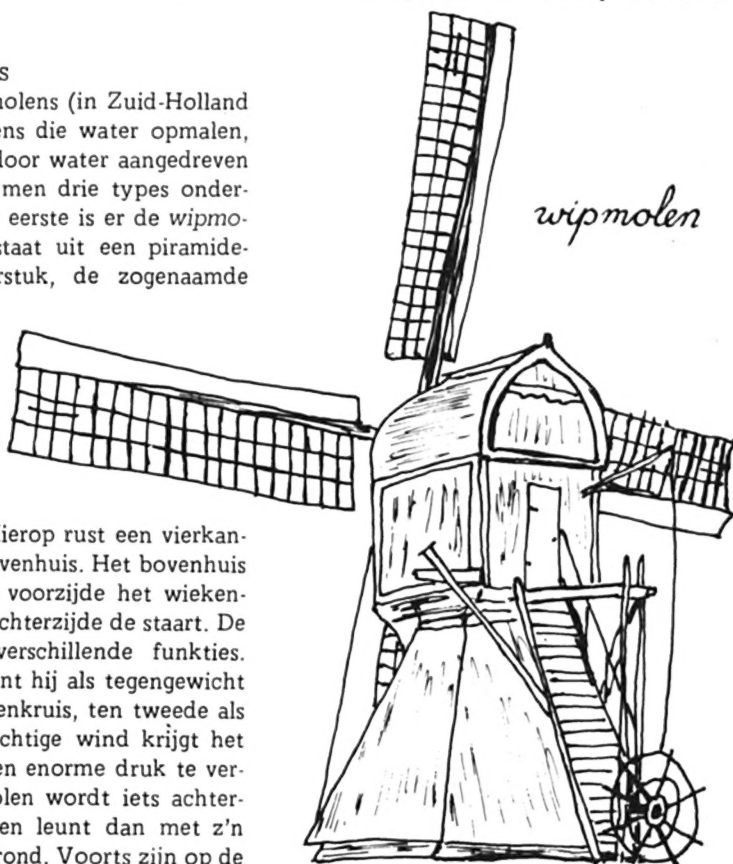 s
nolens (in Zuid-Holland
ens die water opmalen,
door water aangedreven
men drie types onder-
eerste is er de wipmo-
staat uit een piramide-
rstuk, de zogenaamde
wipmolen
ierop rust een vierkan-
venhuis. Het bovenhuis
voorzijde het wieken-
chterzijde de staart. De
verschillende funkties.
nt hij als tegengewicht
enkruis, ten tweede als
chtige wind krijgt het
en enorme druk te ver-
olen wordt iets achter-
en leunt dan met z'n
rond. Voorts zijn op de